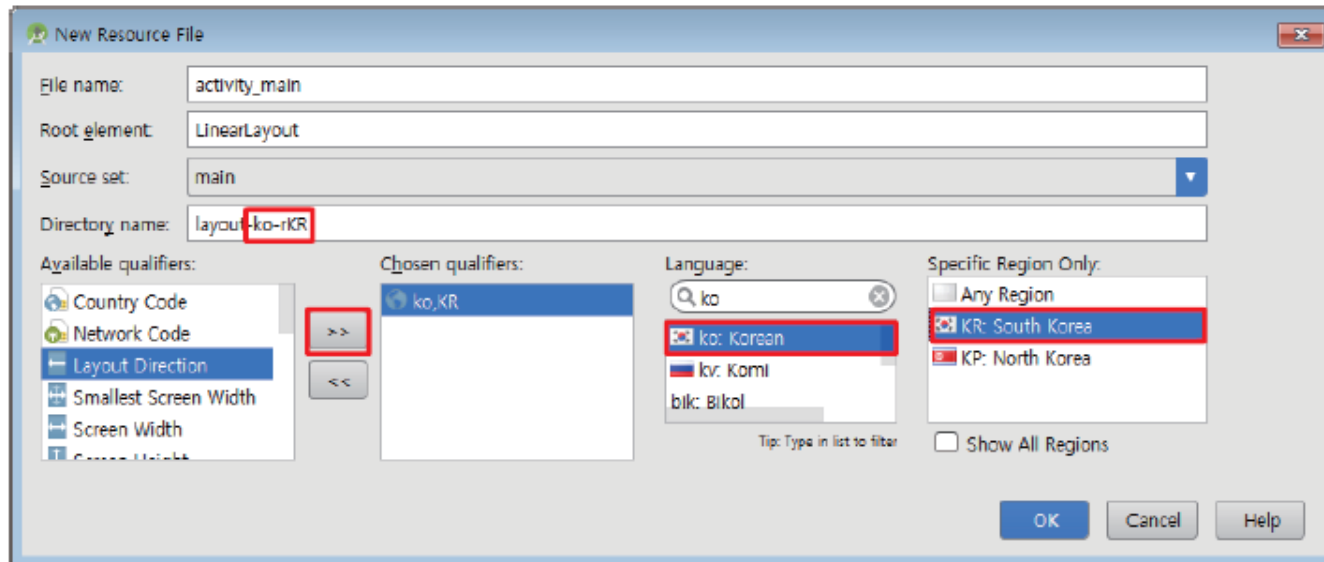 New Resource File
File name: activity_main
Root element: LinearLayout
Source set: main
Directory name: layout-ko-rKR
Available qualifiers: Chosen qualifiers: Language: Specific Region Only:
Country Code
Network Code
Layout Direction
Smallest Screen Width
Screen Width
Screen Height
>>
<<
ko,KR
ko
ko: Korean
kv: Komi
bik: Bikol
Tip: Type in list to filter
Any Region
KR: South Korea
KP: North Korea
Show All Regions
OK Cancel Help